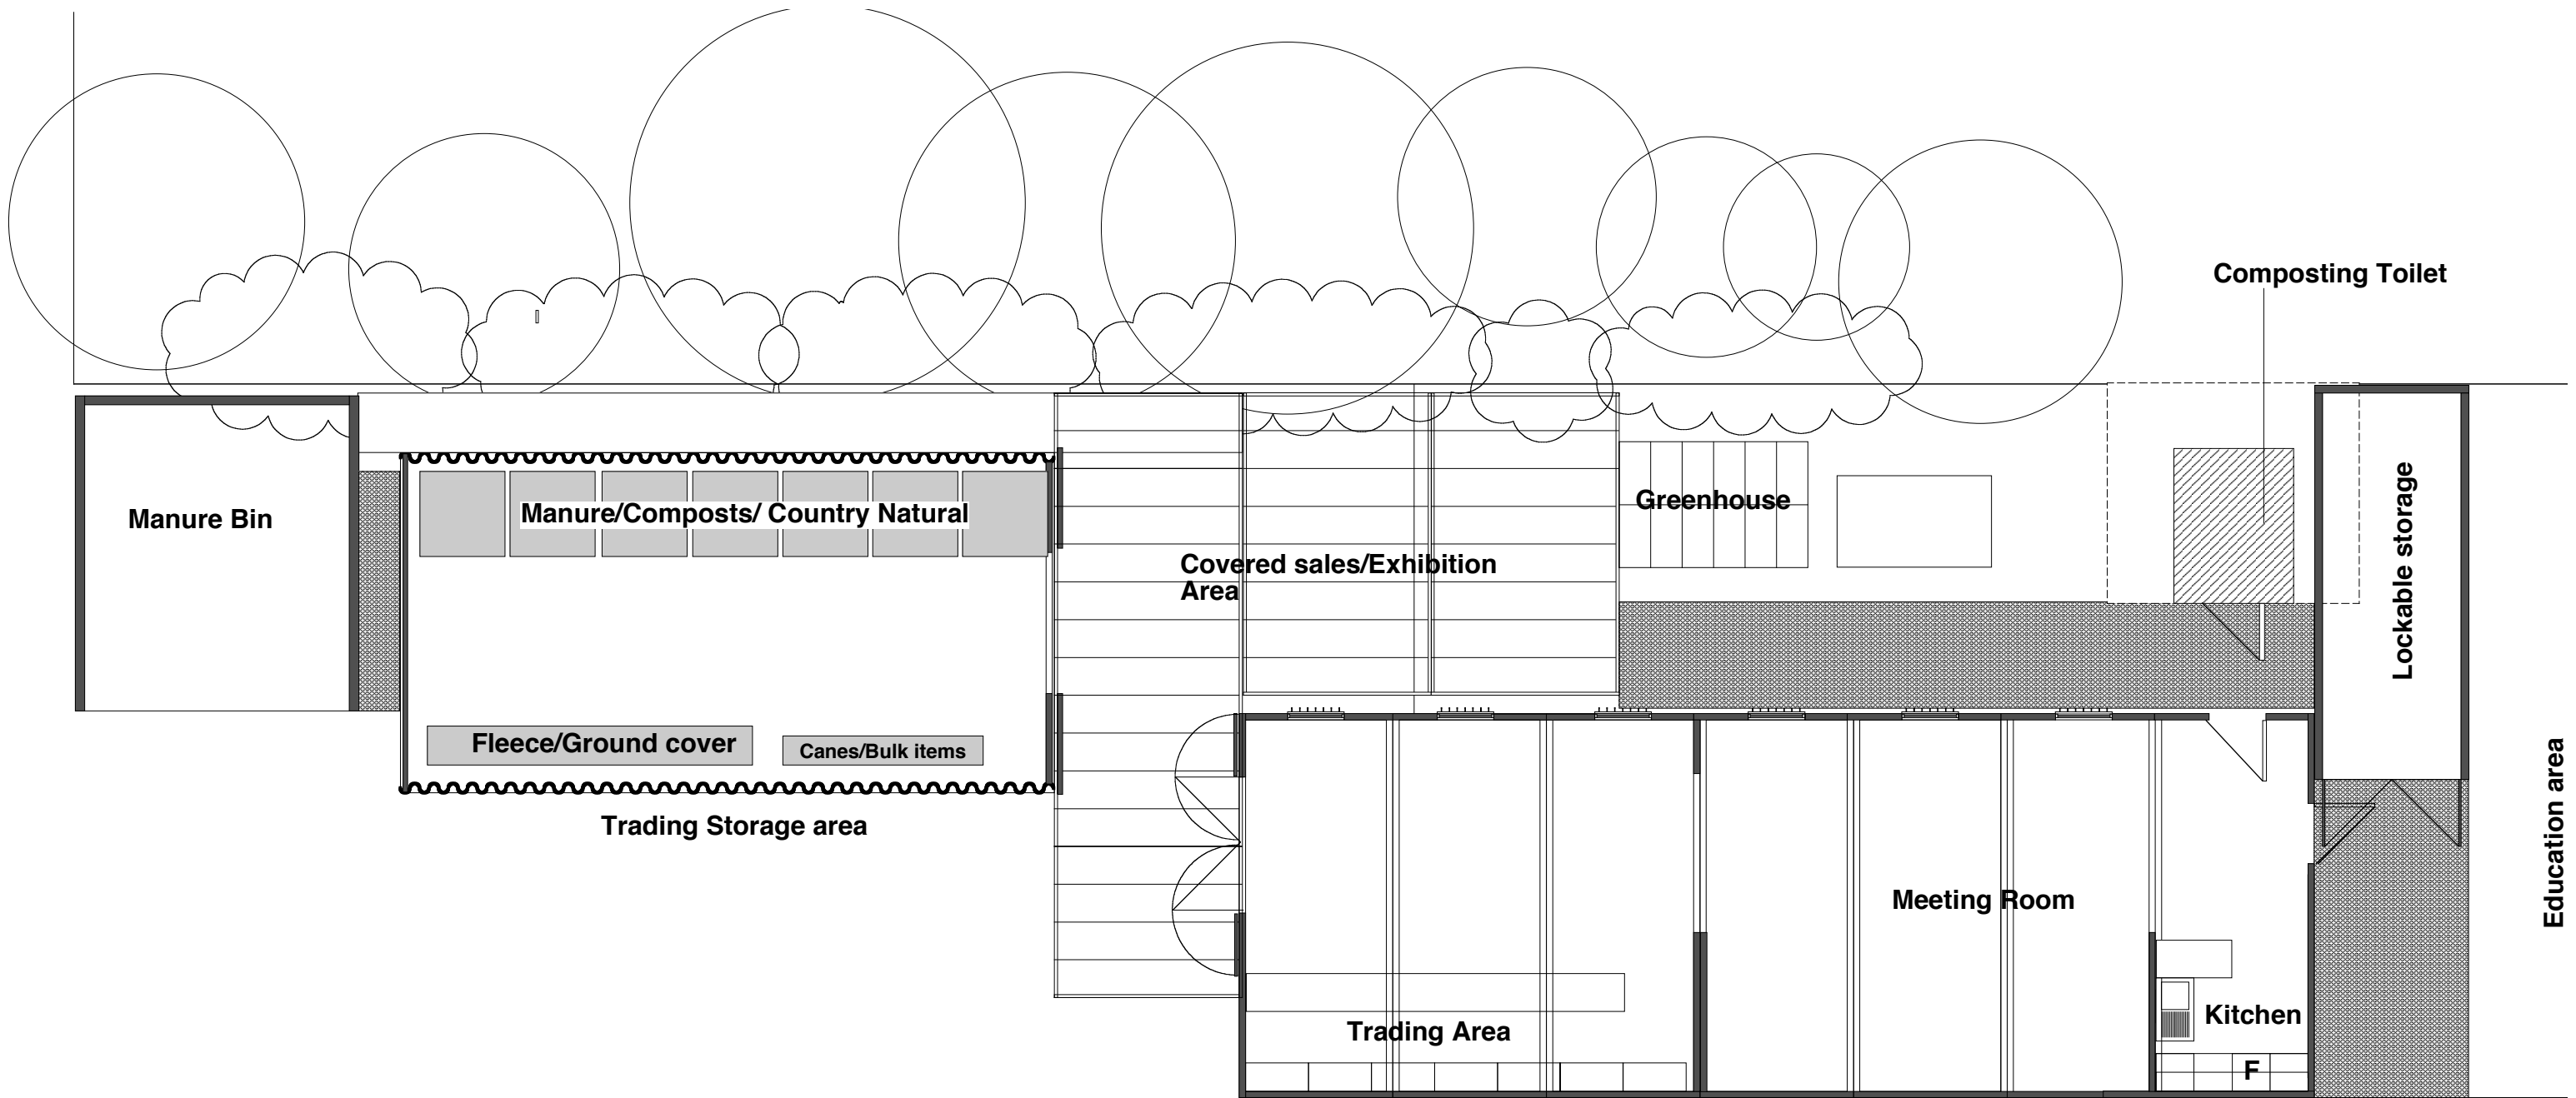 Composting Toilet
Manure Bin
Manure/Composts/ Country Natural
Greenhouse
Covered sales/Exhibition
Area
Lockable storage
Fleece/Ground cover
Canes/Bulk items
Trading Storage area
Meeting Room
Education area
Trading Area
Kitchen
F